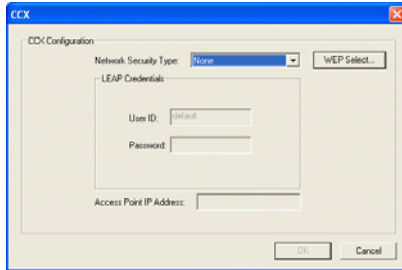 CCX
CCX Configuration
Network Security Type: None WEP Select...
LEAP Credentials
User ID: default
Password:
Access Point IP Address:
OK Cancel